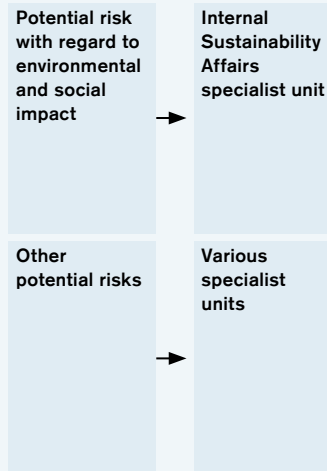 Potential risk
with regard to
environmental
and social
impact
Internal
Sustainability
Affairs
specialist unit
Other
potential risks
Various
specialist
units